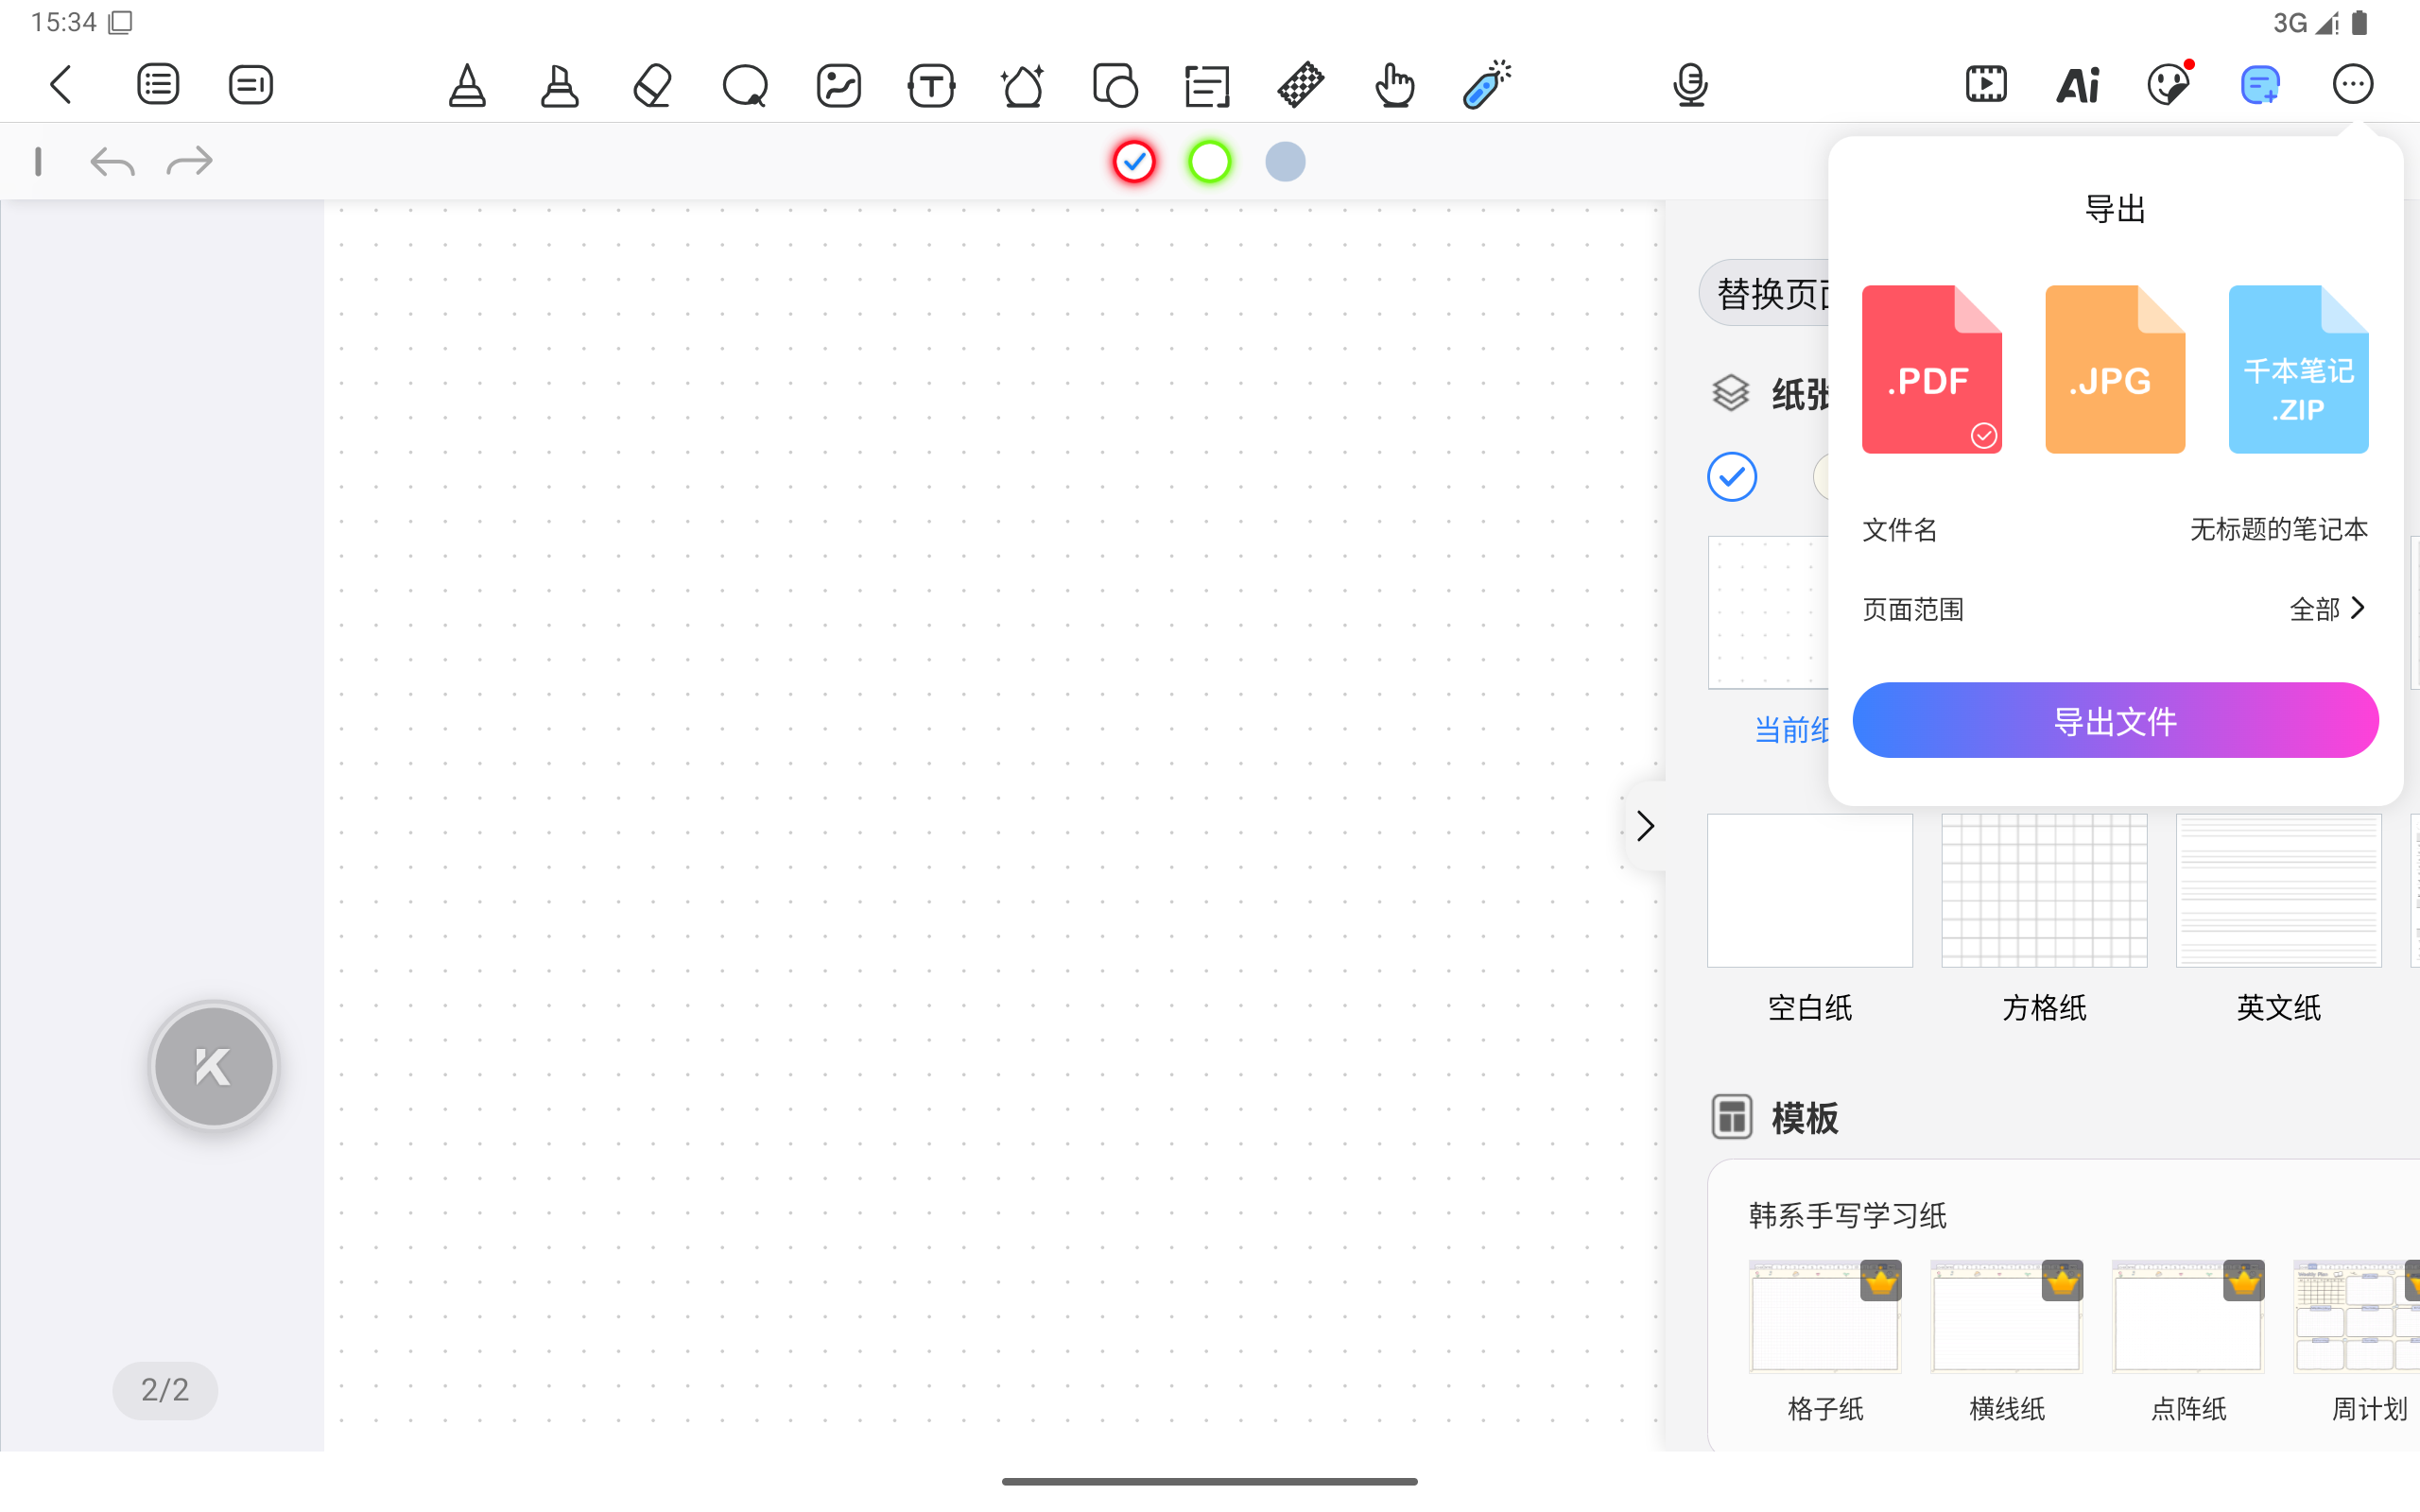 15:34
3G
Ai
导出
替换页面
.PDF
.JPG
千本笔记
.ZIP
纸张
文件名
无标题的笔记本
页面范围
全部
当前纸
导出文件
空白纸
方格纸
英文纸
模板
韩系手写学习纸
格子纸
横线纸
点阵纸
周计划
K
2/2